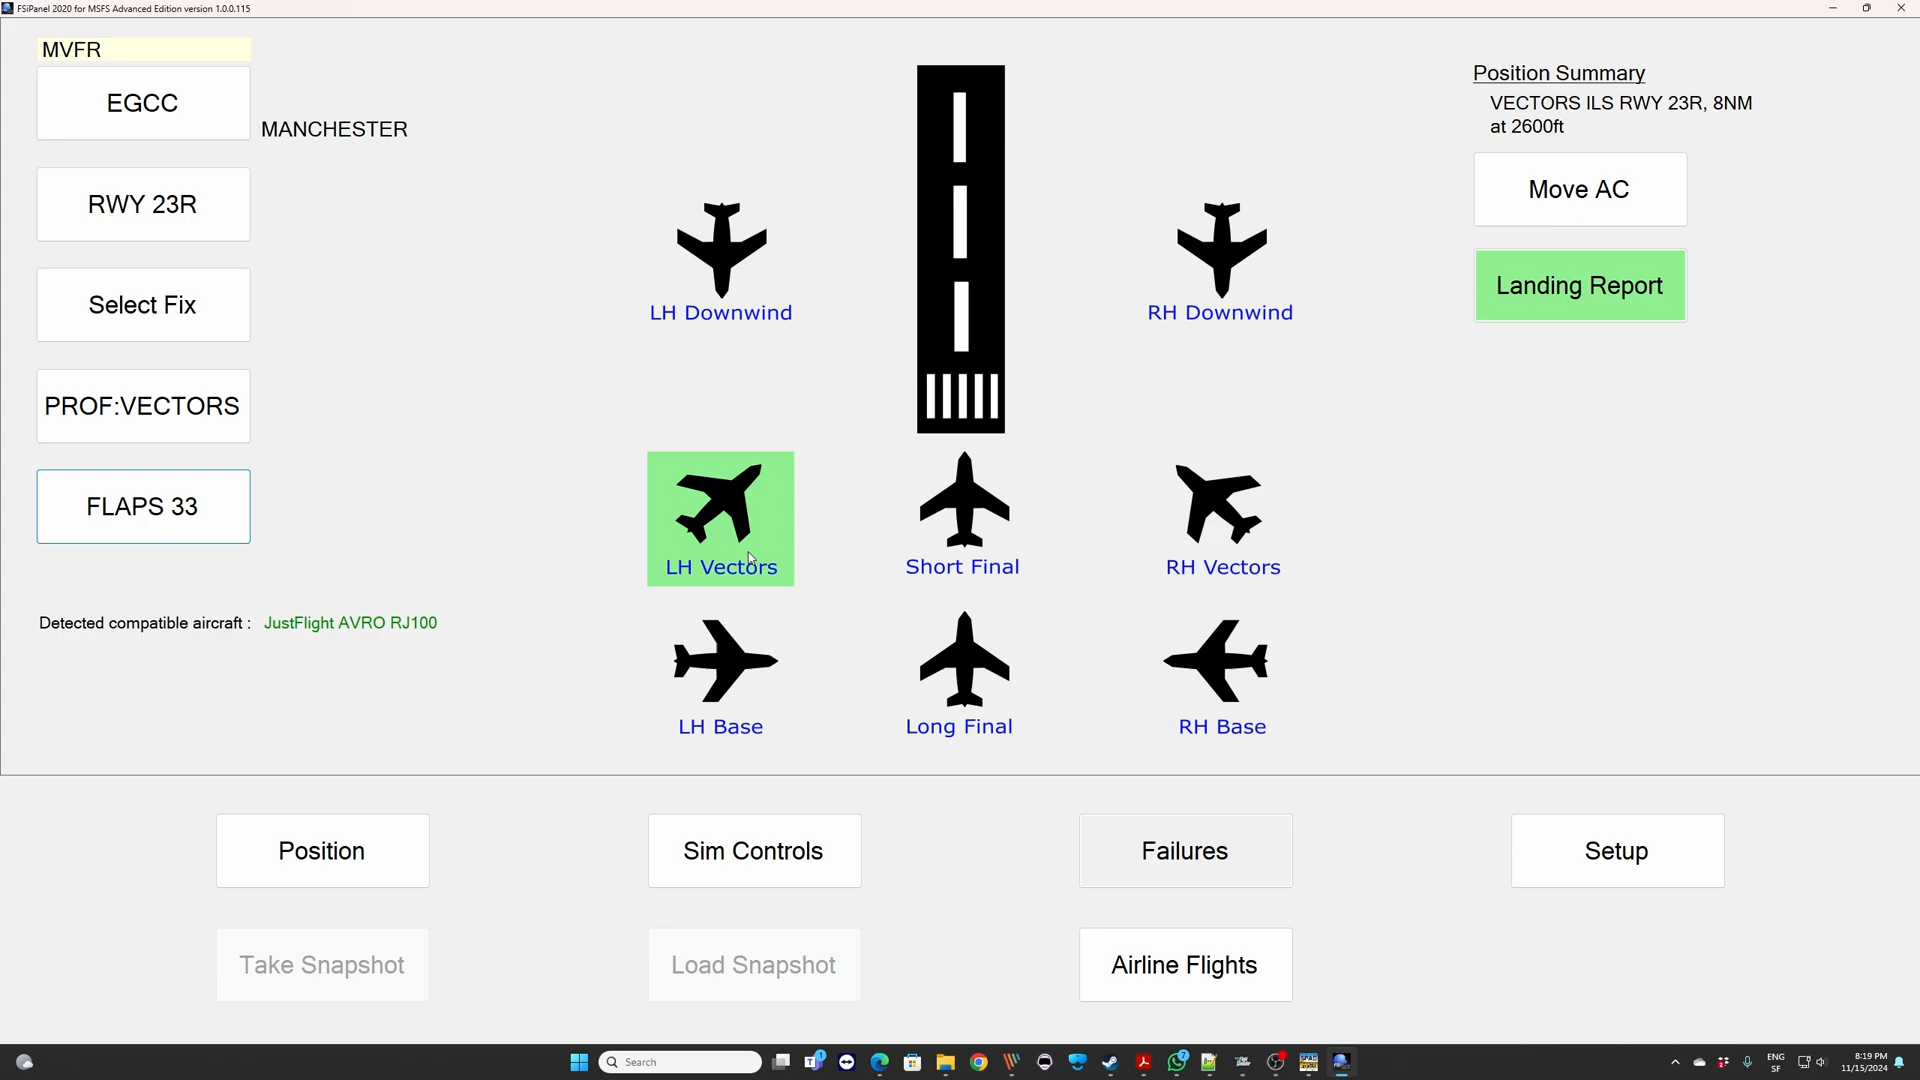 FSiPanel 2020 for MSFS Advanced Edition version 1.0.0.115
MVFR
EGCC
MANCHESTER
RWY 23R
Select Fix
PROF:VECTORS
FLAPS 33
Detected compatible aircraft : JustFlight AVRO RJ100
LH Downwind
RH Downwind
LH Vectors
Short Final
RH Vectors
LH Base
Long Final
RH Base
Position Summary
VECTORS ILS RWY 23R, 8NM
at 2600ft
Move AC
Landing Report
Position
Sim Controls
Failures
Setup
Take Snapshot
Load Snapshot
Airline Flights
Search
1
7
ENG
SF
8:19 PM
11/15/2024